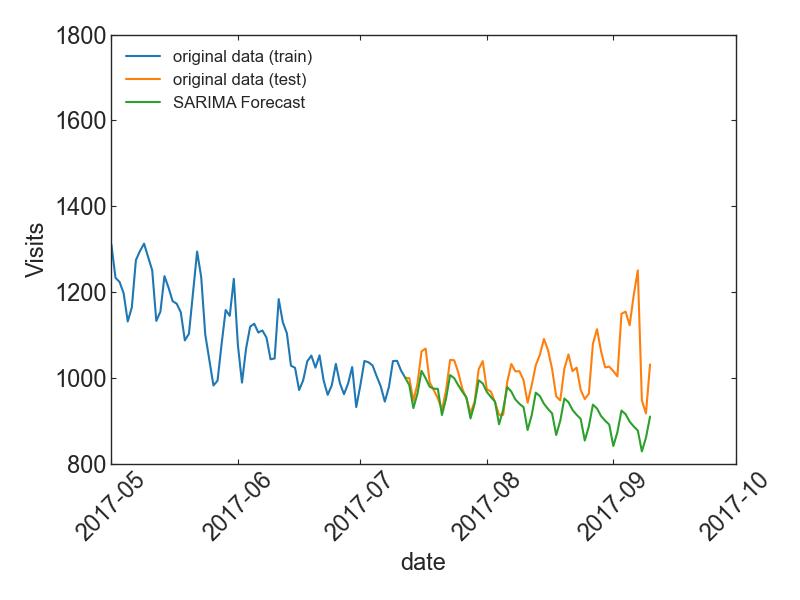 1800
1600
1400
1200
1000
800
Visits
original data (train)
original data (test)
SARIMA Forecast
2017-05
2017-06
2017-07
2017-08
2017-09
2017-10
date